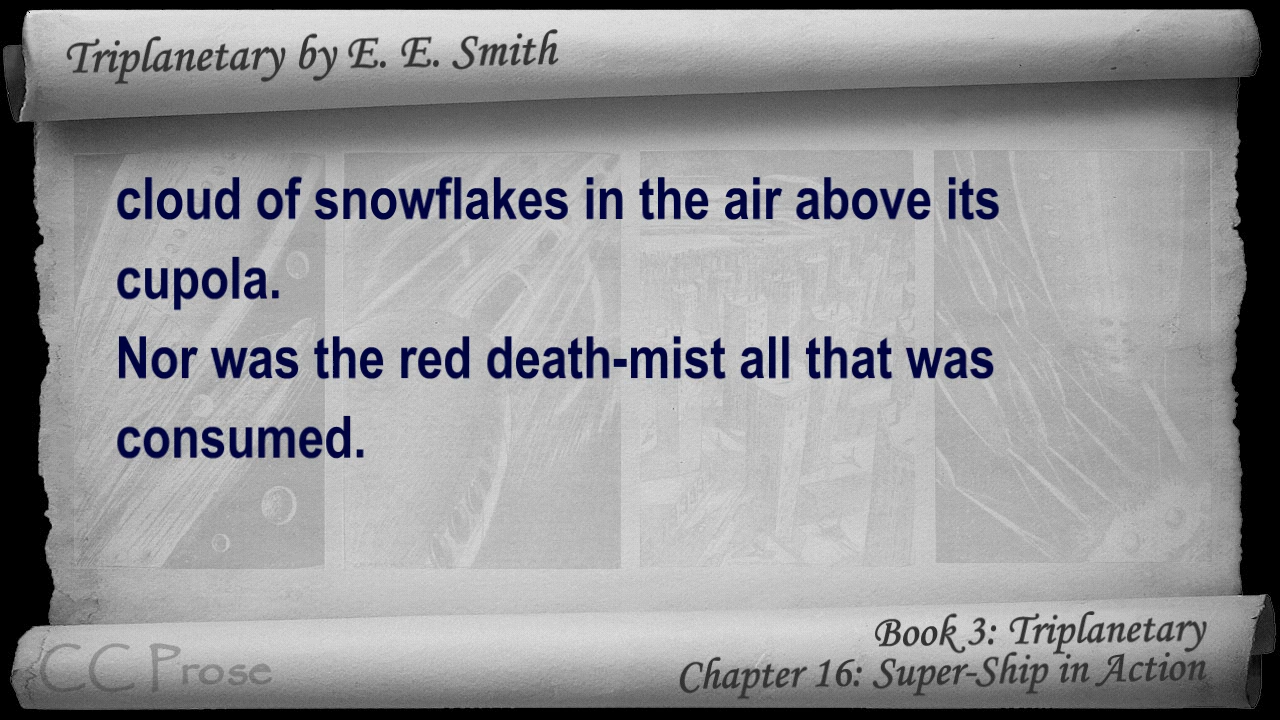 Triplanetary by E. E. Smith
cloud of snowflakes in the air above its
cupola.
Nor was the red death-mist all that was
consumed.
Book 3: Triplanetary
Chapter 16: Super-Ship in Action
CC Prose